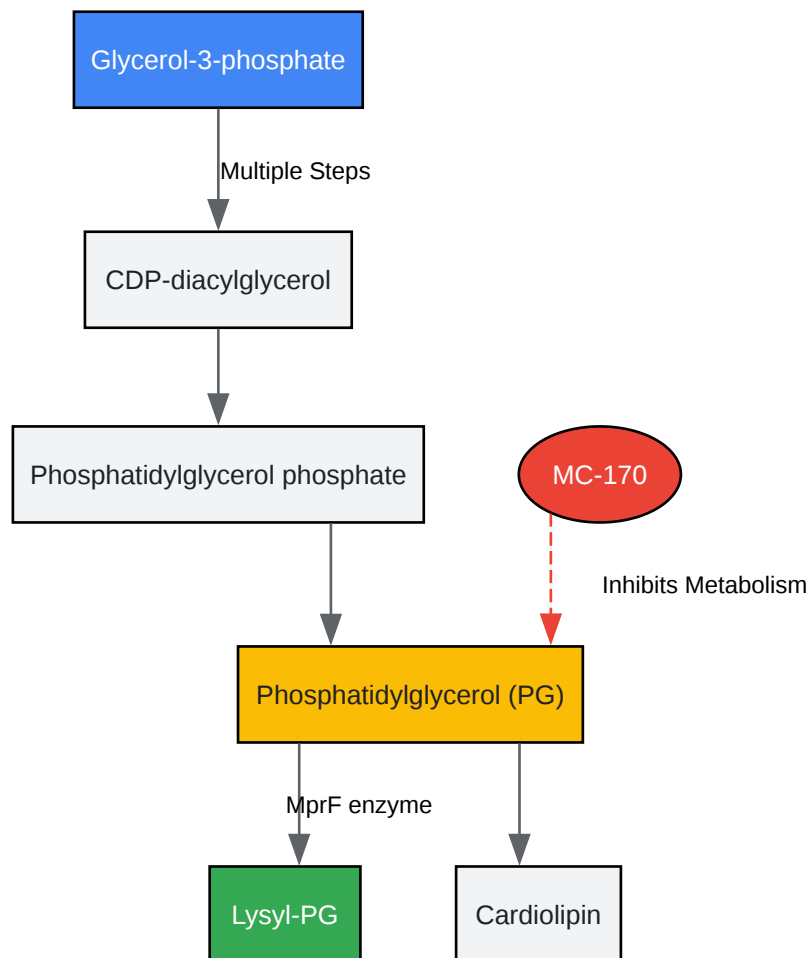 Glycerol-3-phosphate
Multiple Steps
CDP-diacylglycerol
Phosphatidylglycerol phosphate
MC-170
Inhibits Metabolism
Phosphatidylglycerol (PG)
MprF enzyme
Lysyl-PG
Cardiolipin